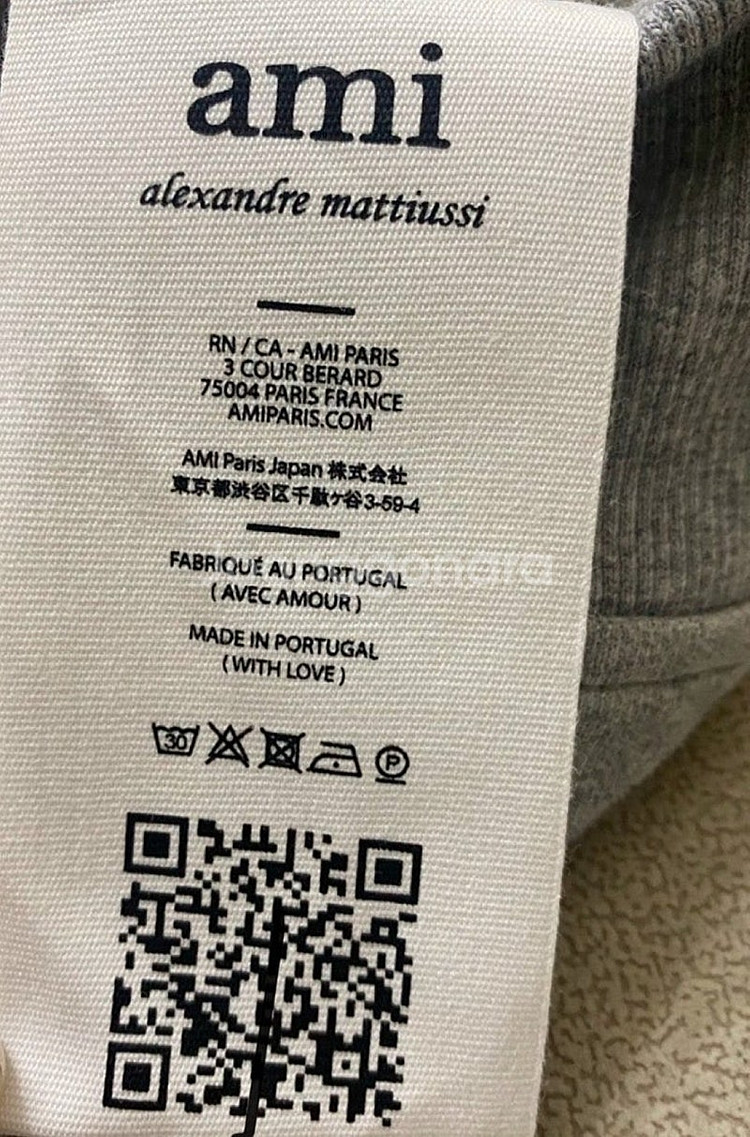 ami
alexandre mattiussi
RN / CA - AMI PARIS
3 COUR BERARD
75004 PARIS FRANCE
AMIPARIS.COM
AMI Paris Japan 株式会社
東京都渋谷区千駄ヶ谷3-59-4
FABRIQUÉ AU PORTUGAL
( AVEC AMOUR )
MADE IN PORTUGAL
( WITH LOVE )
30
P